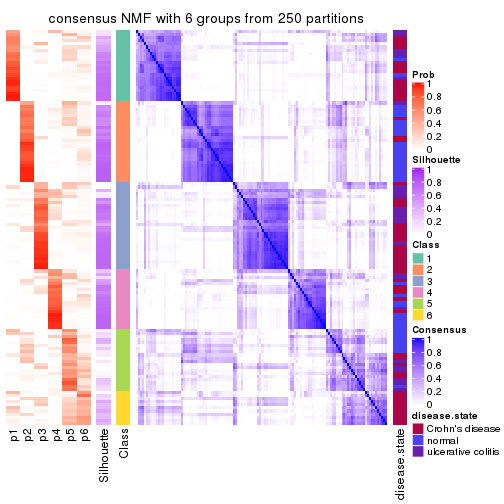 consensus NMF with 6 groups from 250 partitions
Prob
1
0.8
0.6
0.4
0.2
0
Silhouette
1
0.8
0.6
0.4
0.2
0
Class
1
2
3
4
5
6
Consensus
1
0.8
0.6
0.4
0.2
0
disease.state
Crohn's disease
normal
ulcerative colitis
p1
p2
p3
p4
p5
p6
Silhouette
Class
disease.state